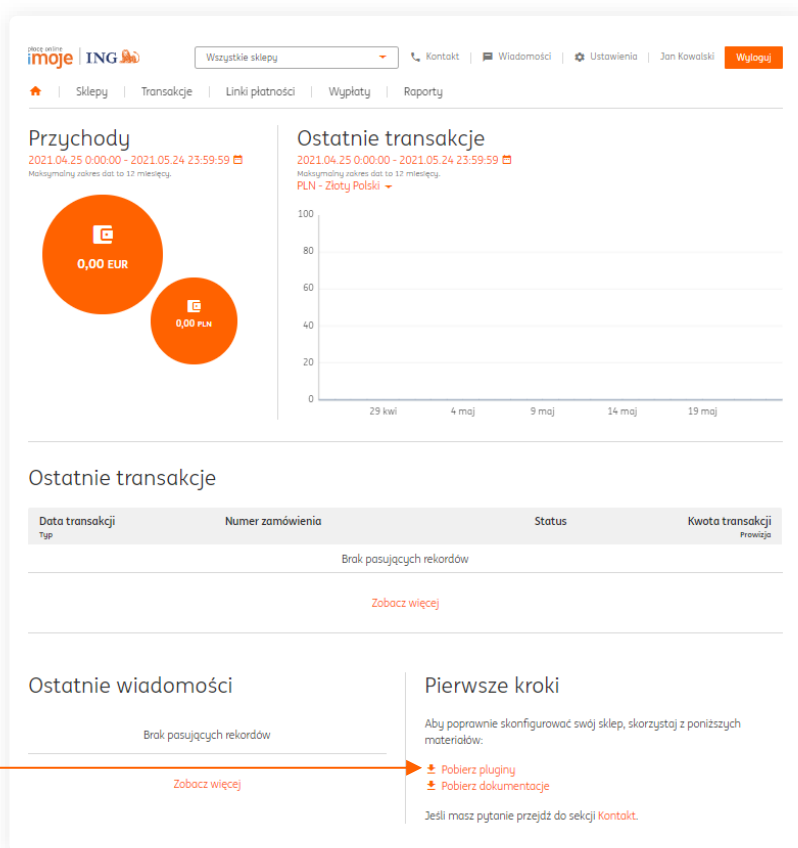 płacę online
imoje ING
Wszystkie sklepy
Kontakt
Wiadomości
Ustawienia
Jan Kowalski
Wyloguj
Sklepy
Transakcje
Linki płatności
Wypłaty
Raporty
Przychody
2021.04.25 0:00:00 - 2021.05.24 23:59:59
Maksymalny zakres dat to 12 miesięcy.
0,00 EUR
0,00 PLN
Ostatnie transakcje
2021.04.25 0:00:00 - 2021.05.24 23:59:59
Maksymalny zakres dat to 12 miesięcy.
PLN - Złoty Polski
100
80
60
40
20
0
29 kwi 4 maj 9 maj 14 maj 19 maj
Ostatnie transakcje
Data transakcji Numer zamówienia Status Kwota transakcji
Typ Prowizja
Brak pasujących rekordów
Zobacz więcej
Ostatnie wiadomości
Brak pasujących rekordów
Zobacz więcej
Pierwsze kroki
Aby poprawnie skonfigurować swój sklep, skorzystaj z poniższych
materiałów:
Pobierz pluginy
Pobierz dokumentacje
Jeśli masz pytanie przejdź do sekcji Kontakt.